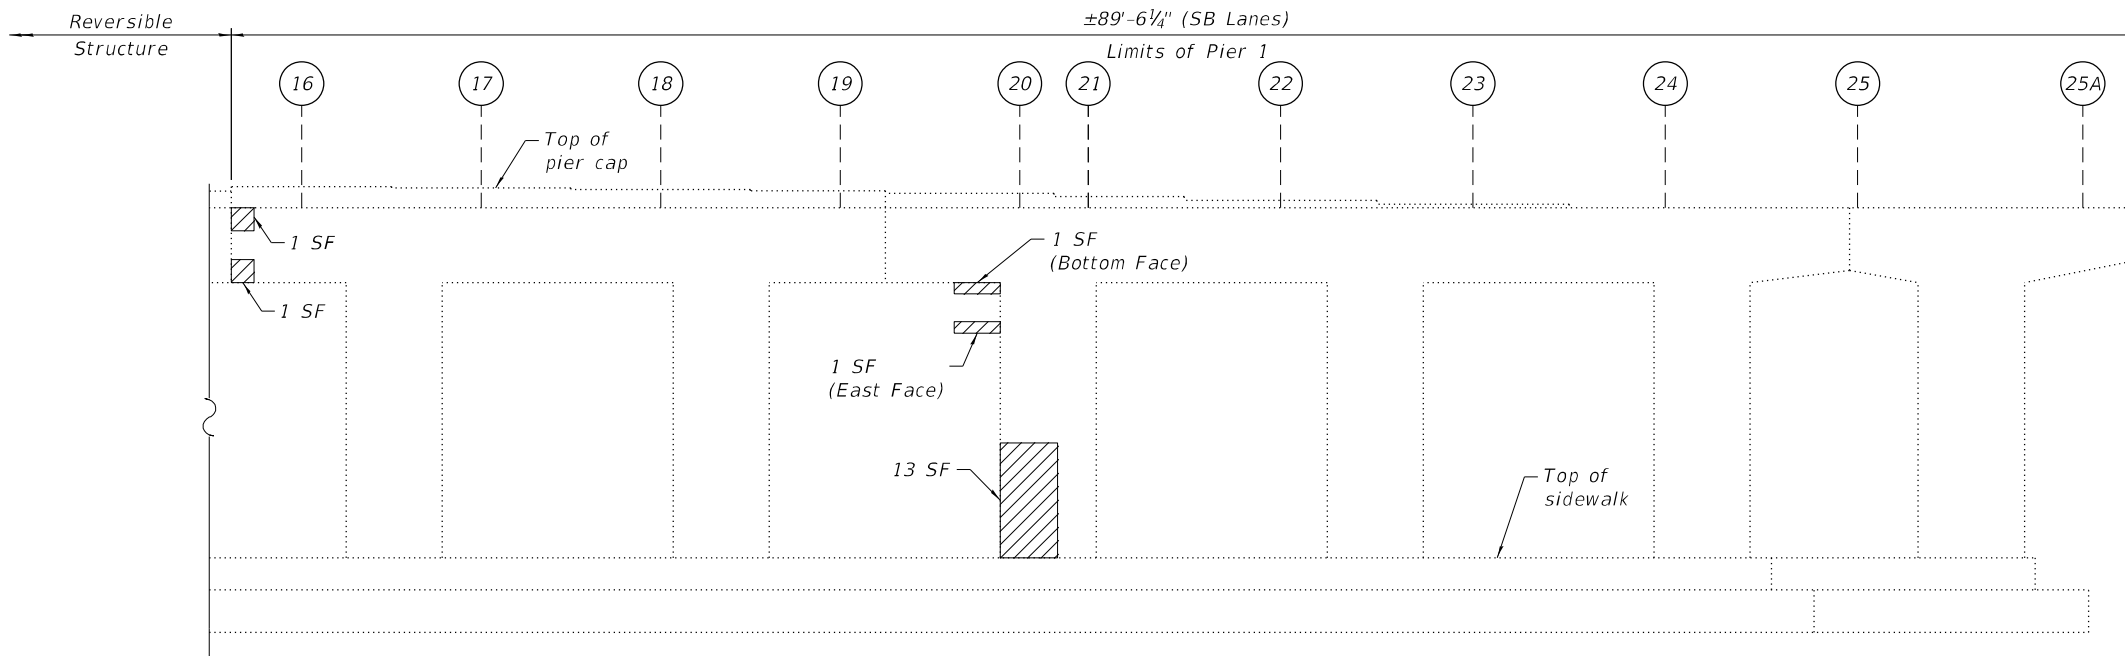 Reversible
Structure
±89'-6¼" (SB Lanes)
Limits of Pier 1
16
17
18
19
20
21
22
23
24
25
25A
Top of
pier cap
1 SF
1 SF
1 SF
(Bottom Face)
1 SF
(East Face)
13 SF
Top of
sidewalk